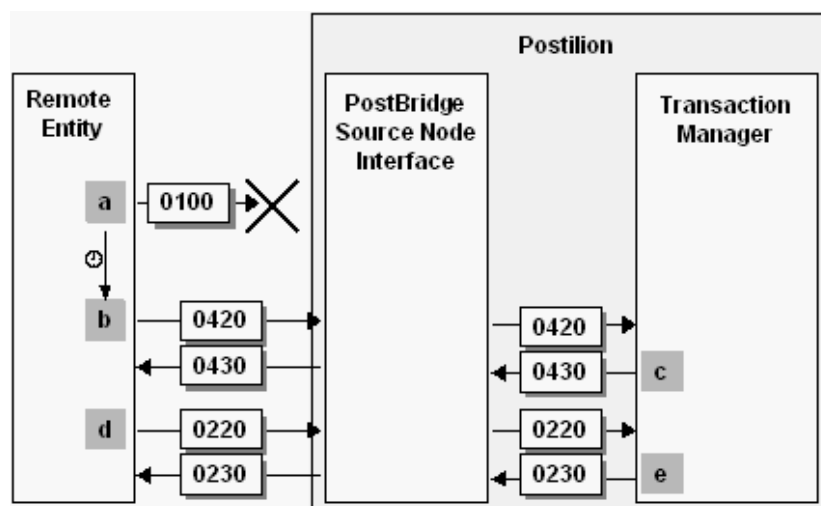 Postilion
Remote
Entity
PostBridge
Source Node
Interface
Transaction
Manager
a
0100
b
0420
0420
0430
0430
c
d
0220
0220
0230
0230
e